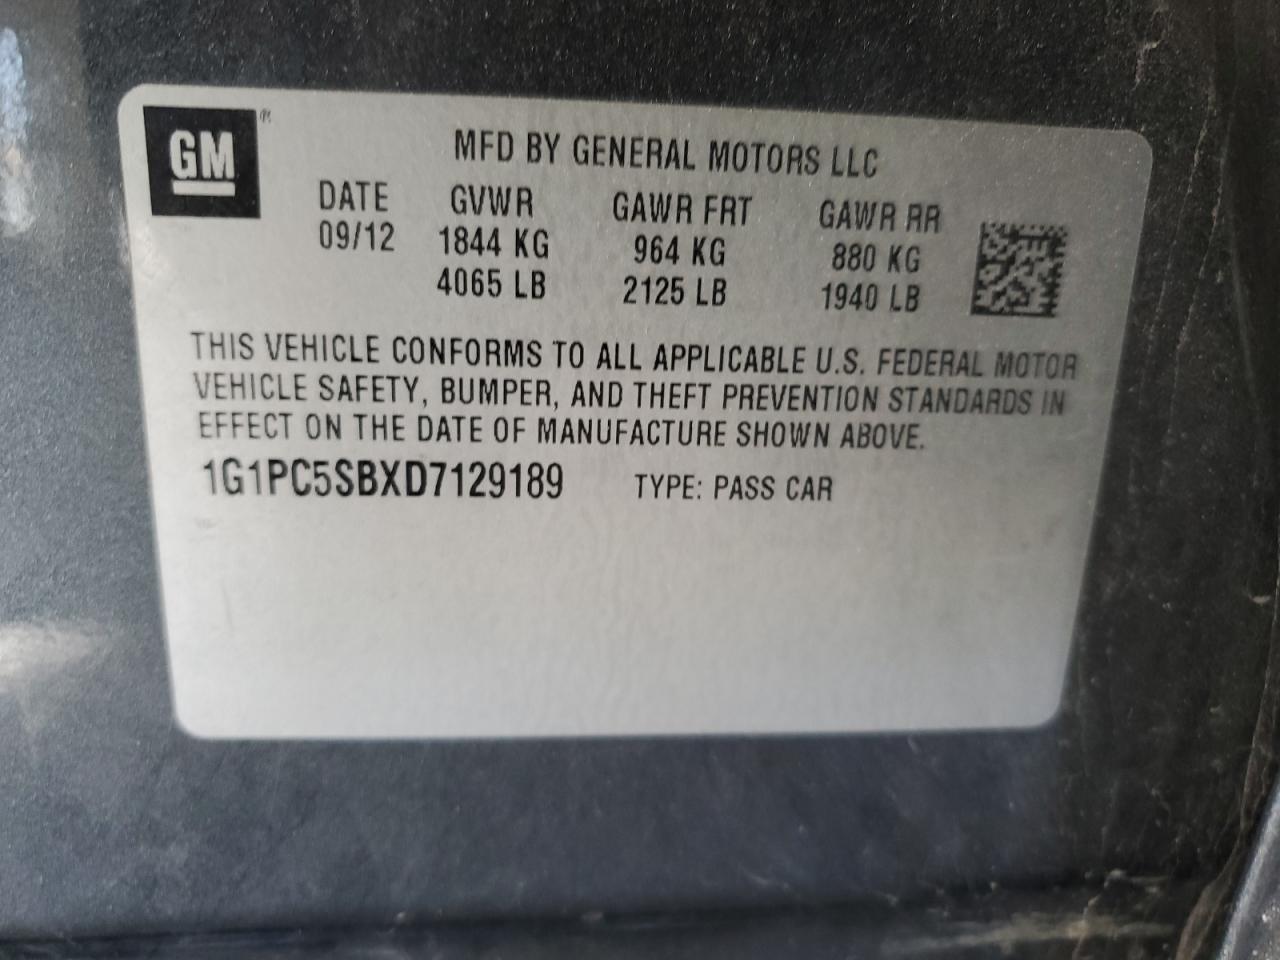 GM ®
MFD BY GENERAL MOTORS LLC
DATE GVWR GAWR FRT GAWR RR
09/12 1844 KG 964 KG 880 KG
4065 LB 2125 LB 1940 LB
THIS VEHICLE CONFORMS TO ALL APPLICABLE U.S. FEDERAL MOTOR
VEHICLE SAFETY, BUMPER, AND THEFT PREVENTION STANDARDS IN
EFFECT ON THE DATE OF MANUFACTURE SHOWN ABOVE.
1G1PC5SBXD7129189 TYPE: PASS CAR